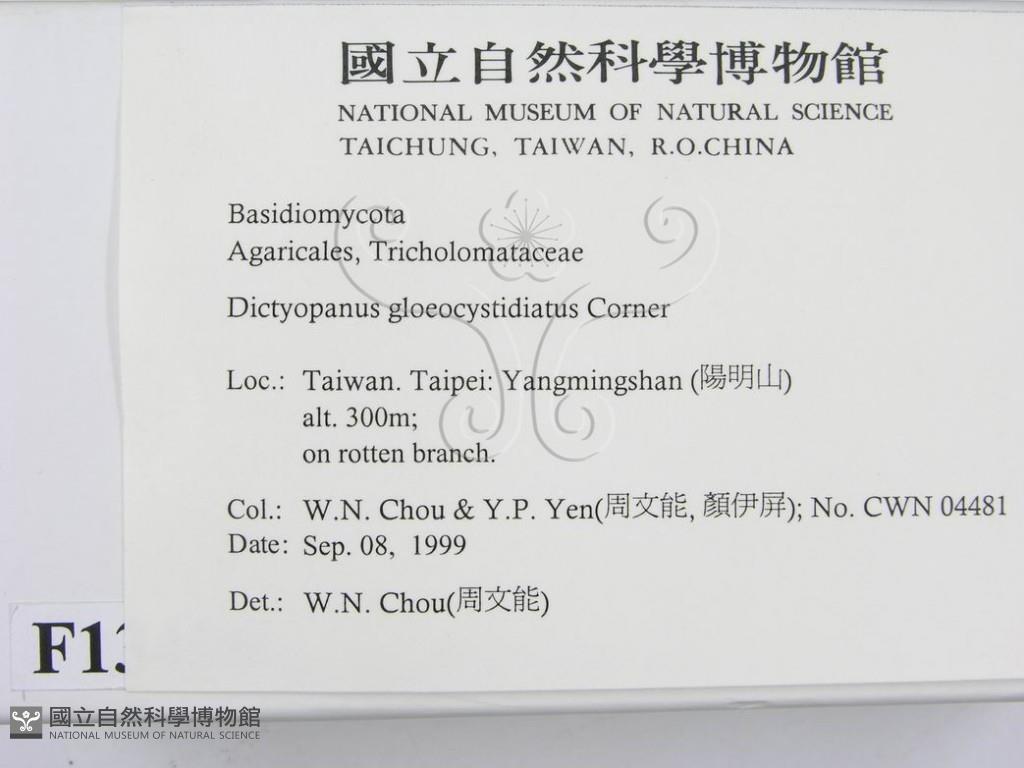 國立自然科學博物館
NATIONAL MUSEUM OF NATURAL SCIENCE
TAICHUNG, TAIWAN, R.O.CHINA
Basidiomycota
Agaricales, Tricholomataceae
Dictyopanus gloeocystidiatus Corner
Loc.: Taiwan. Taipei: Yangmingshan (陽明山)
alt. 300m;
on rotten branch.
Col.: W.N. Chou & Y.P. Yen(周文能, 顏伊屏); No. CWN 04481
Date: Sep. 08, 1999
Det.: W.N. Chou(周文能)
F13
國立自然科學博物館
NATIONAL MUSEUM OF NATURAL SCIENCE